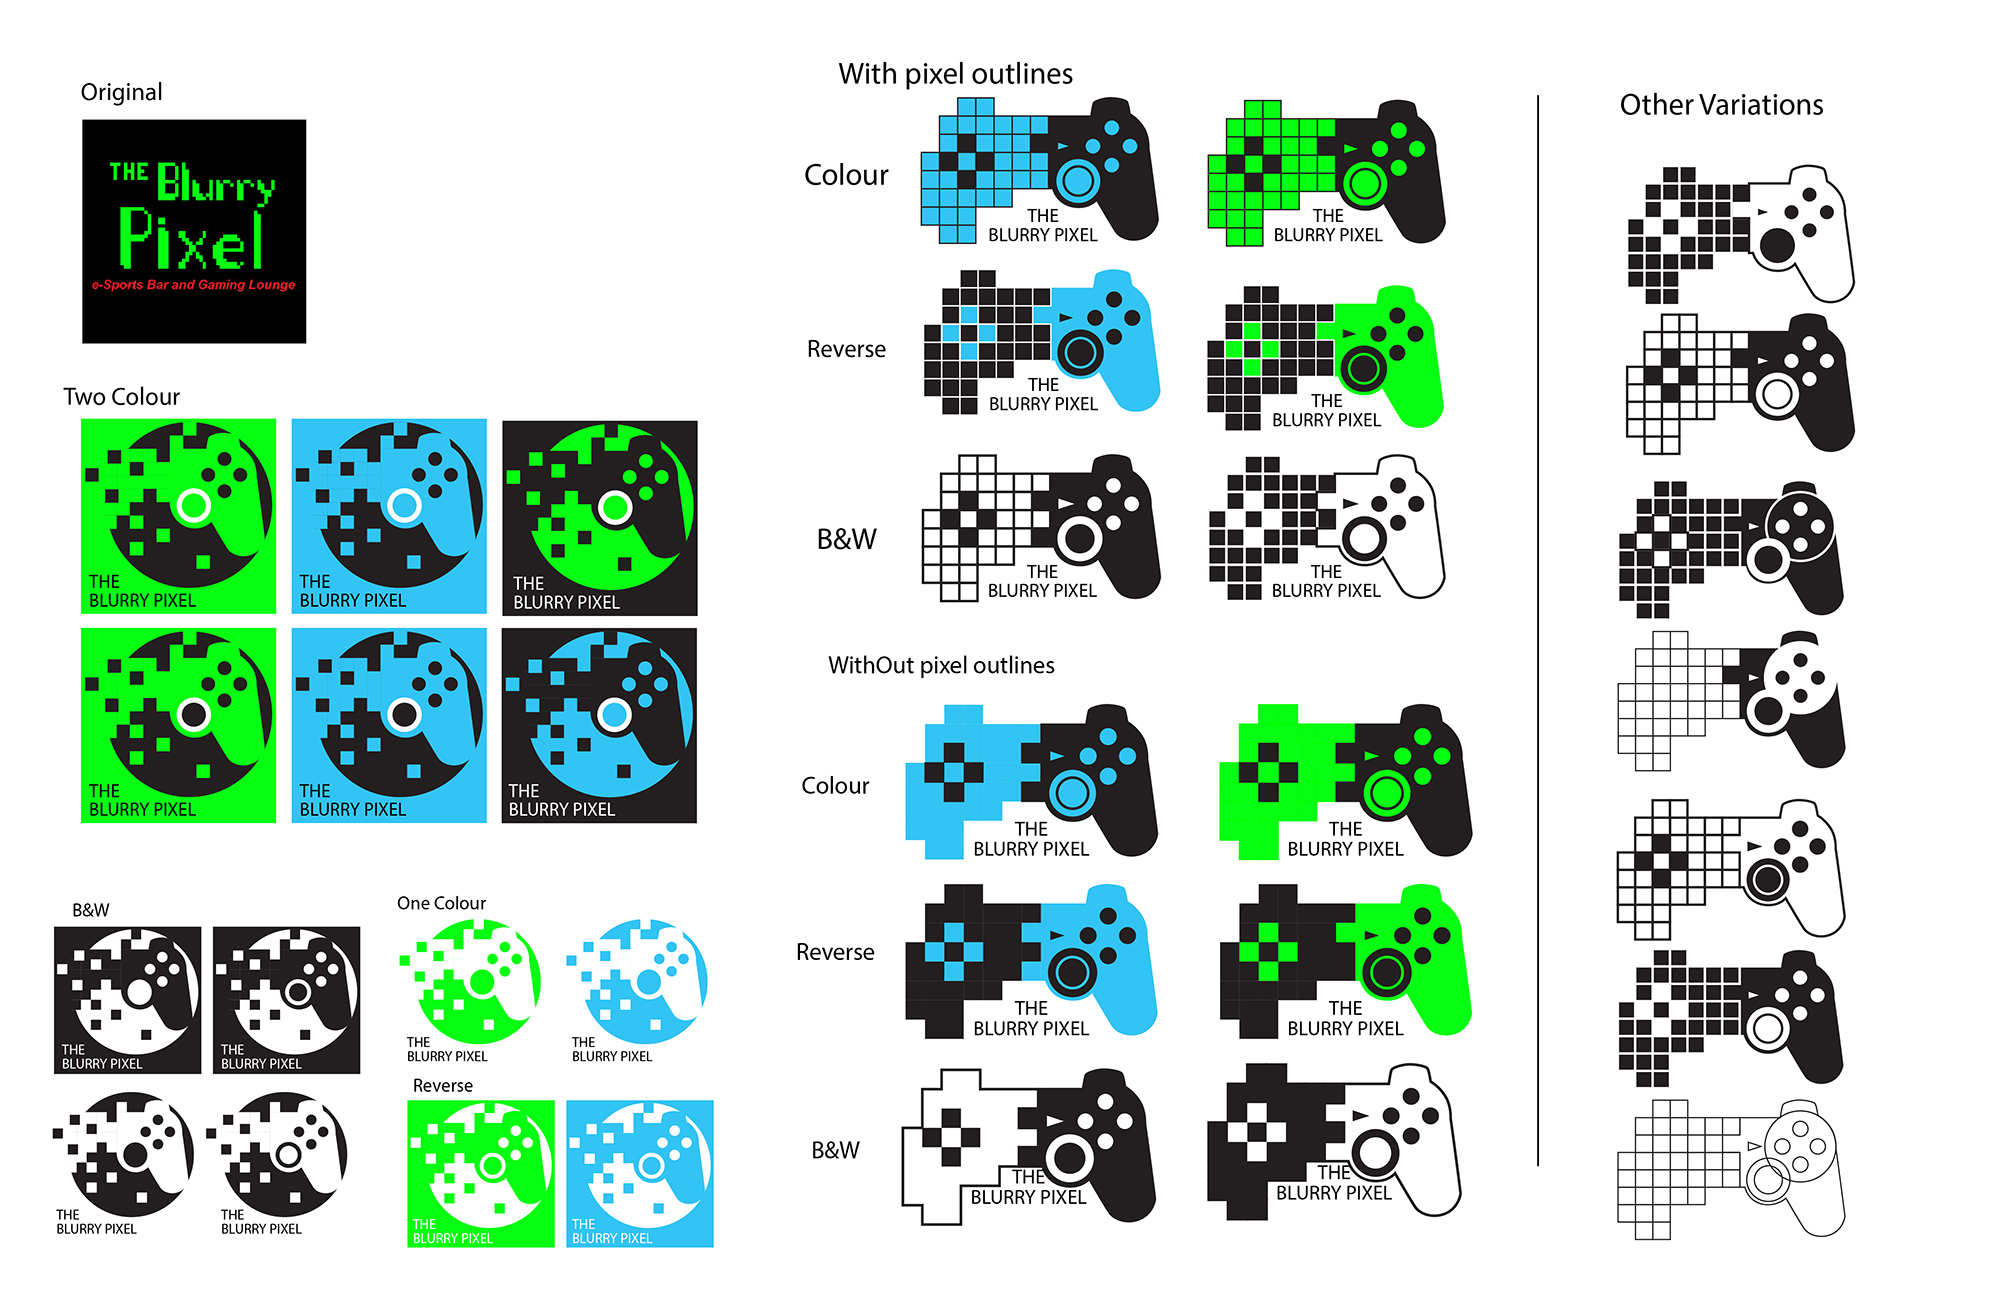 Original
THE Blurry
Pixel
e-Sports Bar and Gaming Lounge
Two Colour
THE
BLURRY PIXEL
THE
BLURRY PIXEL
THE
BLURRY PIXEL
THE
BLURRY PIXEL
THE
BLURRY PIXEL
THE
BLURRY PIXEL
B&W
THE
BLURRY PIXEL
THE
BLURRY PIXEL
THE
BLURRY PIXEL
THE
BLURRY PIXEL
One Colour
THE
BLURRY PIXEL
THE
BLURRY PIXEL
Reverse
THE
BLURRY PIXEL
THE
BLURRY PIXEL
With pixel outlines
Colour
THE
BLURRY PIXEL
THE
BLURRY PIXEL
Reverse
THE
BLURRY PIXEL
THE
BLURRY PIXEL
B&W
THE
BLURRY PIXEL
THE
BLURRY PIXEL
WithOut pixel outlines
Colour
THE
BLURRY PIXEL
THE
BLURRY PIXEL
Reverse
THE
BLURRY PIXEL
THE
BLURRY PIXEL
B&W
THE
BLURRY PIXEL
THE
BLURRY PIXEL
Other Variations